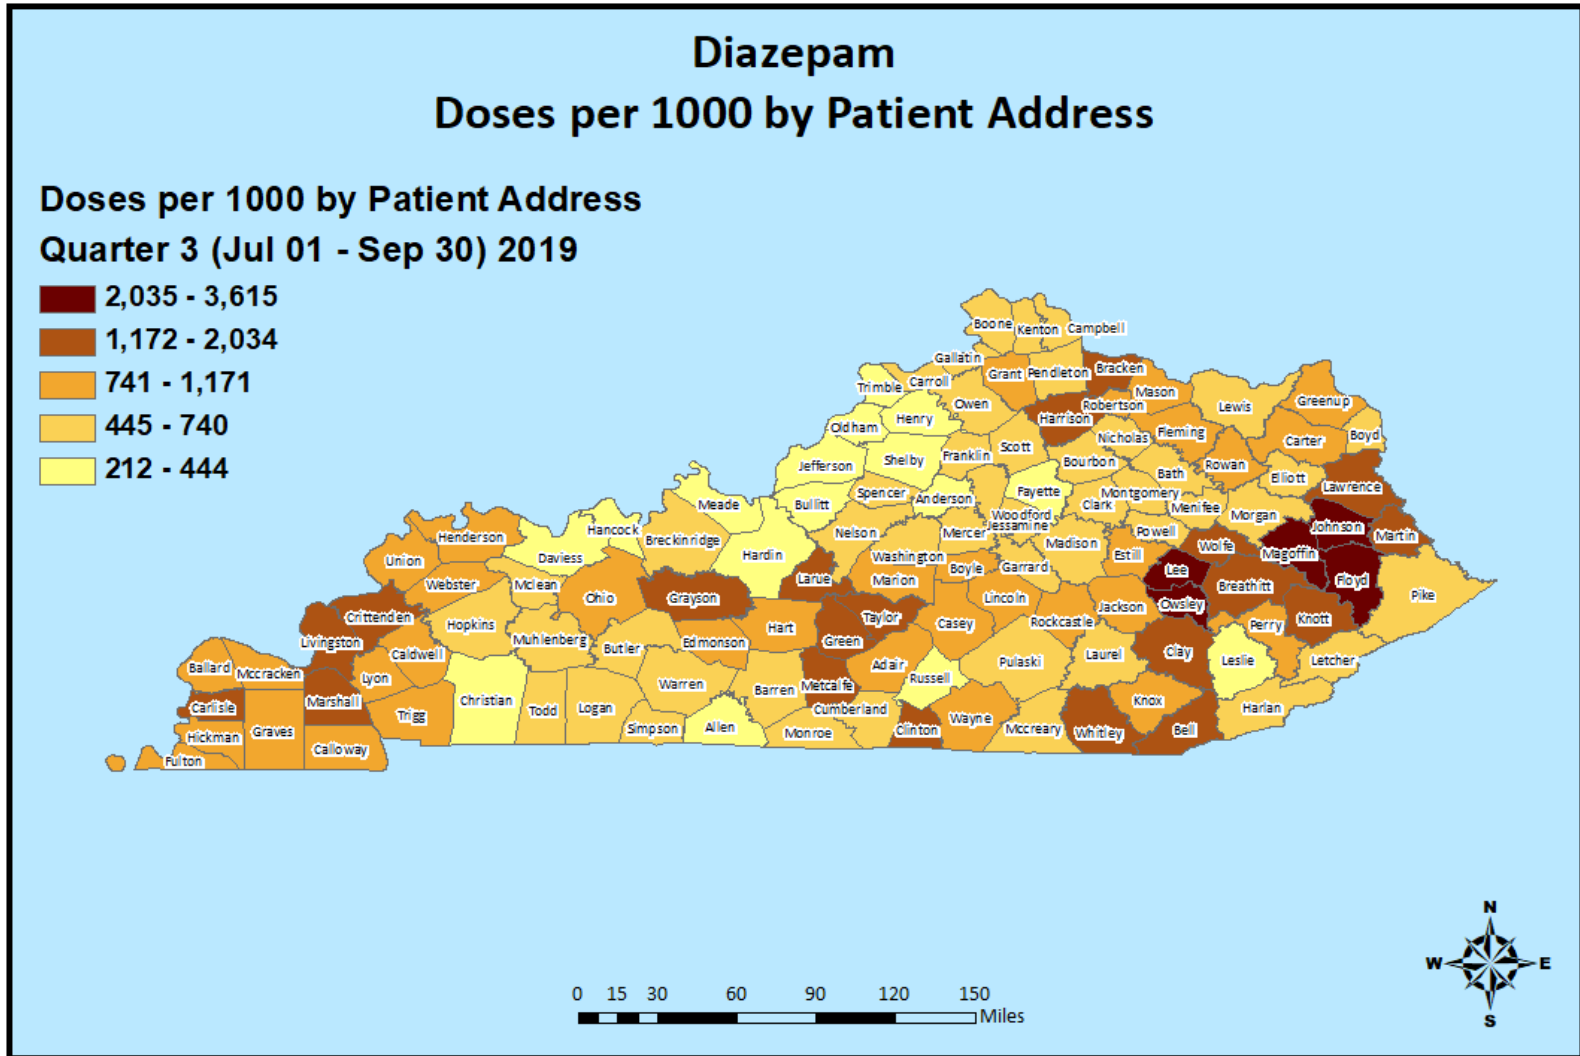 Diazepam
Doses per 1000 by Patient Address
Doses per 1000 by Patient Address
Quarter 3 (Jul 01 - Sep 30) 2019
2,035 - 3,615
1,172 - 2,034
741 - 1,171
445 - 740
212 - 444
Boone
Kenton
Campbell
Gallatin
Grant
Pendleton
Bracken
Trimble
Carroll
Owen
Mason
Robertson
Harrison
Lewis
Greenup
Oldham
Henry
Nicholas
Fleming
Carter
Boyd
Jefferson
Shelby
Franklin
Scott
Bourbon
Bath
Rowan
Elliott
Lawrence
Meade
Bullitt
Spencer
Anderson
Fayette
Woodford
Clark
Montgomery
Menifee
Morgan
Johnson
Martin
Hancock
Breckinridge
Hardin
Nelson
Mercer
Jessamine
Madison
Powell
Wolfe
Magoffin
Henderson
Daviess
Washington
Estill
Union
Webster
Mclean
Ohio
Grayson
Larue
Marion
Boyle
Garrard
Lee
Breathitt
Floyd
Pike
Crittenden
Livingston
Hopkins
Muhlenberg
Butler
Edmonson
Hart
Green
Taylor
Casey
Lincoln
Rockcastle
Jackson
Owsley
Perry
Knott
Ballard
Mccracken
Lyon
Caldwell
Warren
Barren
Metcalfe
Adair
Russell
Pulaski
Laurel
Clay
Leslie
Letcher
Carlisle
Marshall
Trigg
Christian
Todd
Logan
Simpson
Allen
Monroe
Cumberland
Clinton
Wayne
Mccreary
Whitley
Knox
Bell
Harlan
Hickman
Graves
Calloway
Fulton
N
W
E
S
0 15 30 60 90 120 150
Miles